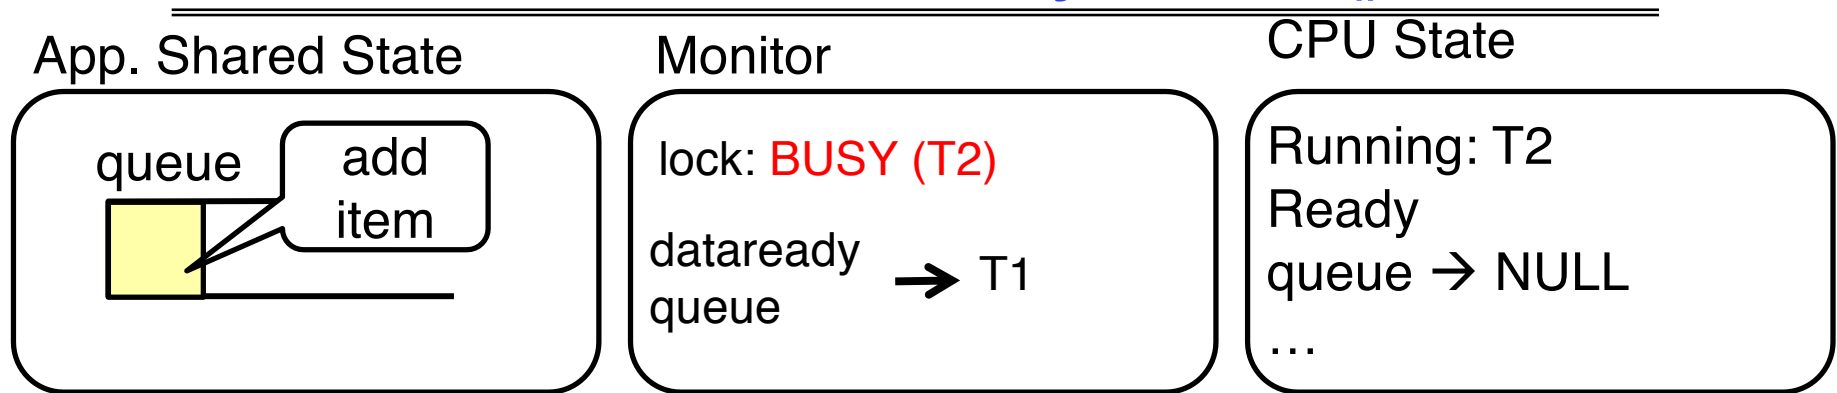 App. Shared State
queue
add
item
Monitor
lock: BUSY (T2)
dataready
queue
→ T1
CPU State
Running: T2
Ready
queue → NULL
…